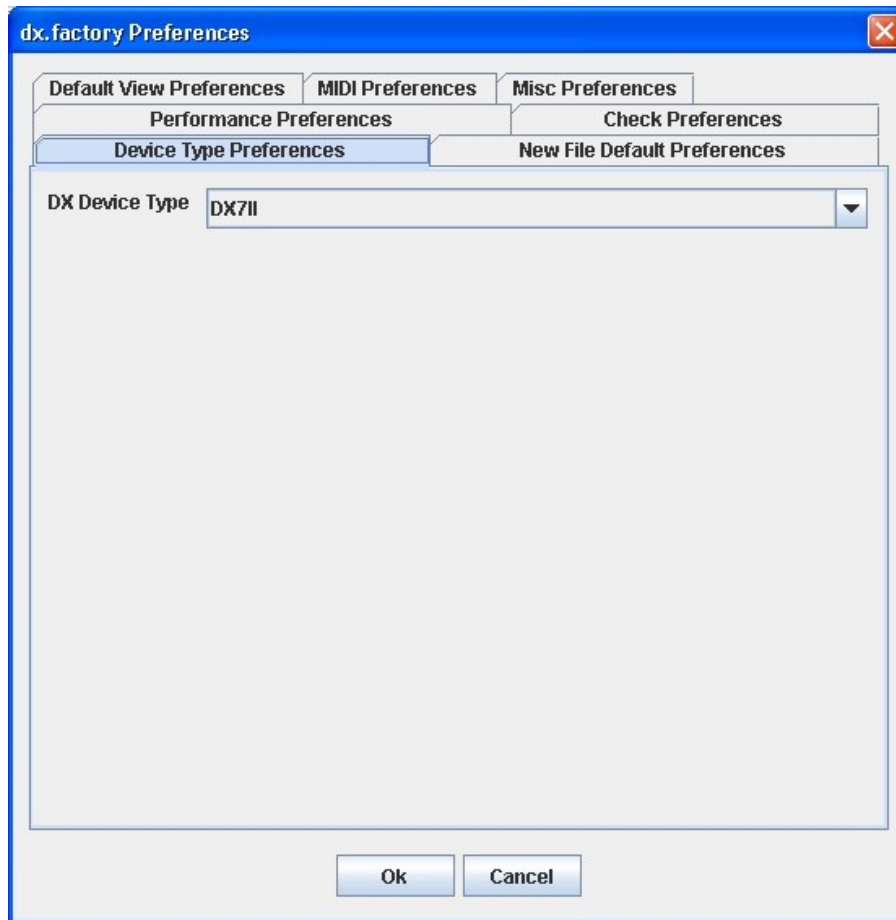 dx.factory Preferences
Default View Preferences MIDI Preferences Misc Preferences
Performance Preferences Check Preferences
Device Type Preferences New File Default Preferences
DX Device Type DX7II
Ok Cancel